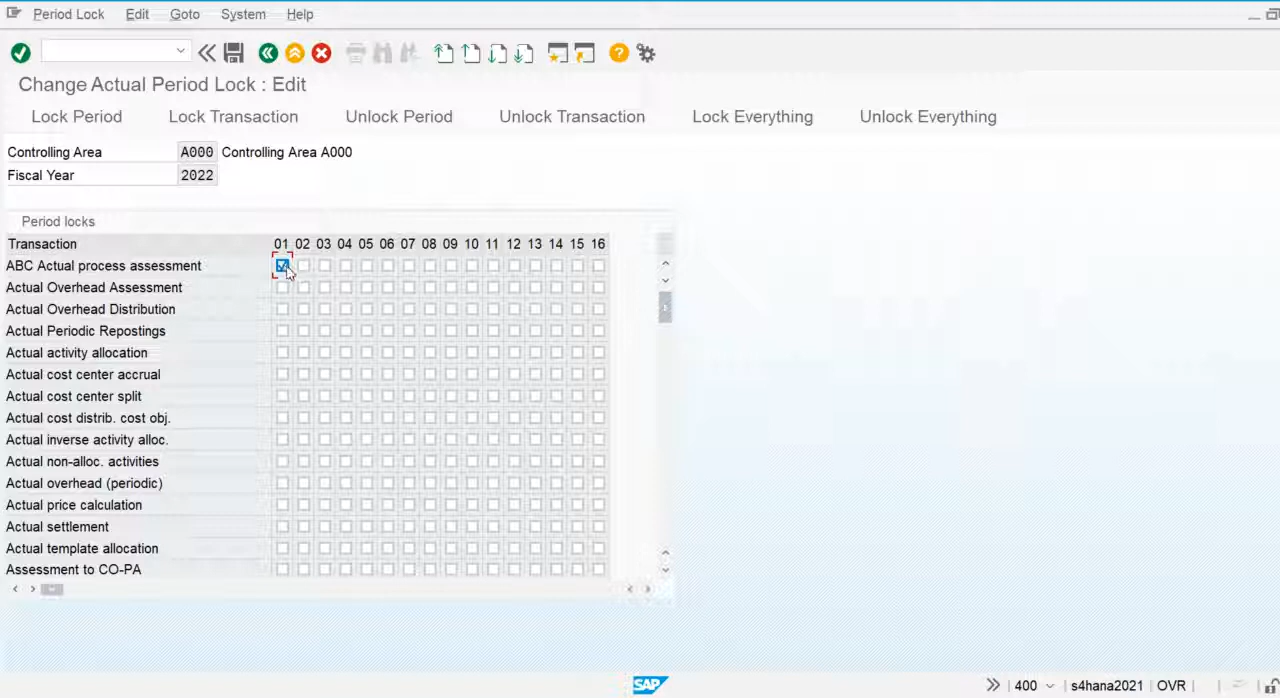 Period Lock Edit Goto System Help
Change Actual Period Lock : Edit
Lock Period Lock Transaction Unlock Period Unlock Transaction Lock Everything Unlock Everything
Controlling Area A000 Controlling Area A000
Fiscal Year 2022
Period locks
Transaction 01 02 03 04 05 06 07 08 09 10 11 12 13 14 15 16
ABC Actual process assessment
Actual Overhead Assessment
Actual Overhead Distribution
Actual Periodic Repostings
Actual activity allocation
Actual cost center accrual
Actual cost center split
Actual cost distrib. cost obj.
Actual inverse activity alloc.
Actual non-alloc. activities
Actual overhead (periodic)
Actual price calculation
Actual settlement
Actual template allocation
Assessment to CO-PA
SAP 400 s4hana2021 OVR